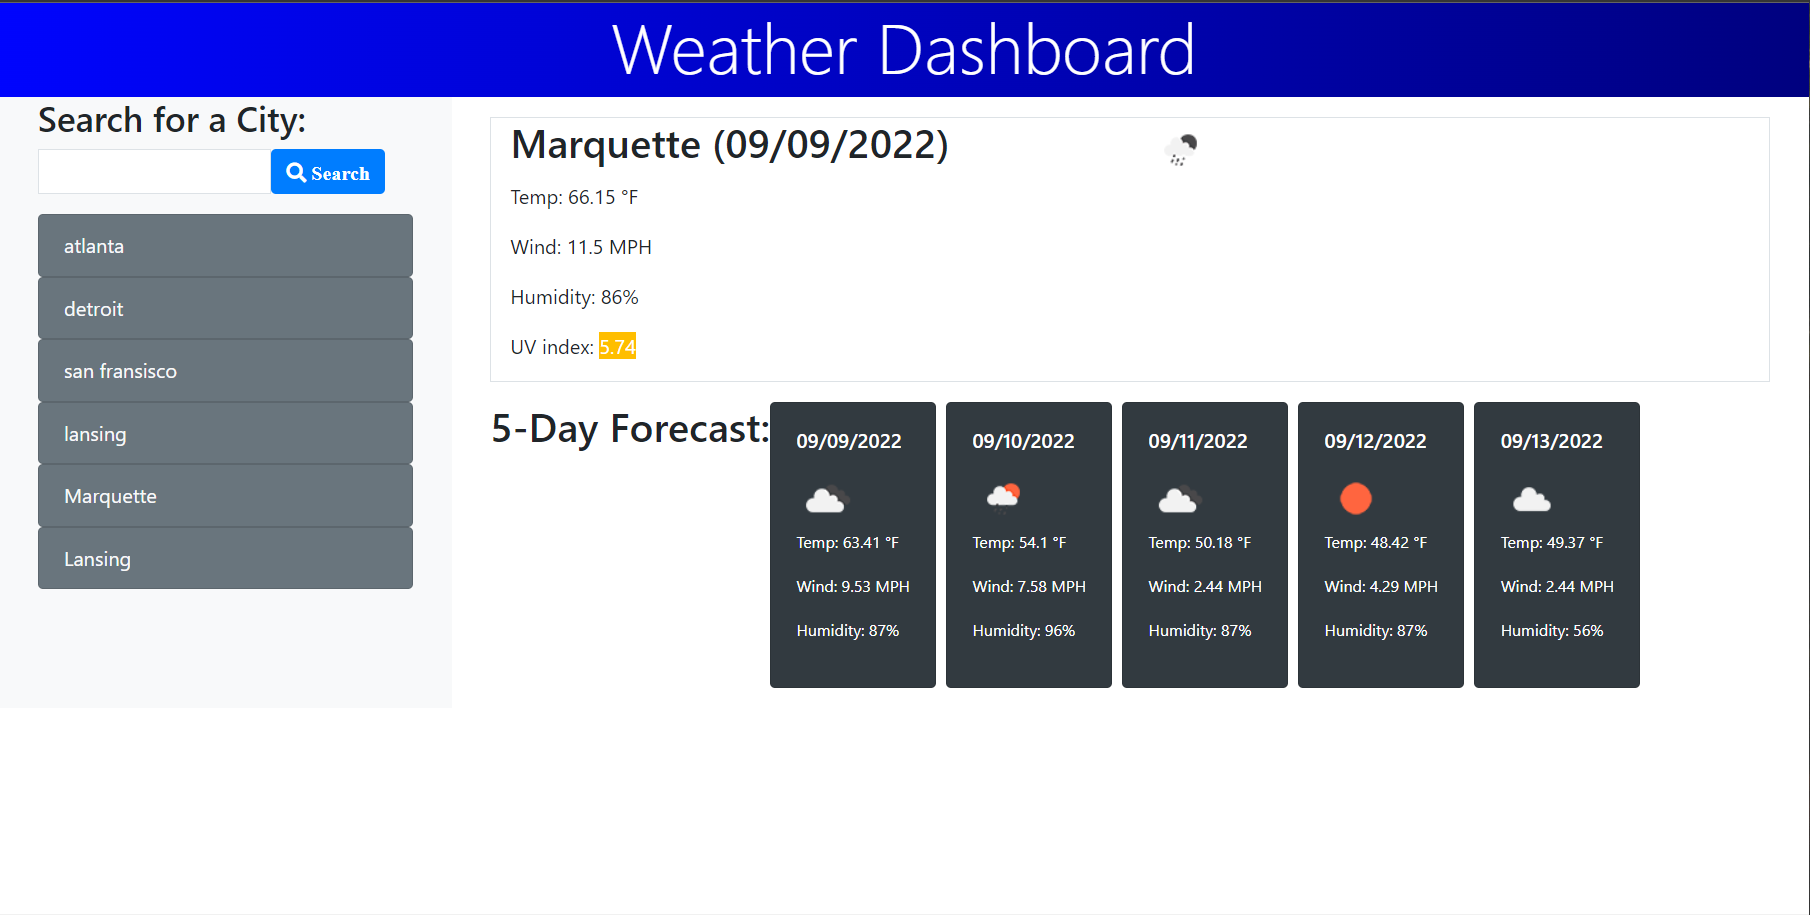 Weather Dashboard
Search for a City:
Search
atlanta
detroit
san fransisco
lansing
Marquette
Lansing
Marquette (09/09/2022)
Temp: 66.15 °F
Wind: 11.5 MPH
Humidity: 86%
UV index: 5.74
5-Day Forecast:
09/09/2022
Temp: 63.41 °F
Wind: 9.53 MPH
Humidity: 87%
09/10/2022
Temp: 54.1 °F
Wind: 7.58 MPH
Humidity: 96%
09/11/2022
Temp: 50.18 °F
Wind: 2.44 MPH
Humidity: 87%
09/12/2022
Temp: 48.42 °F
Wind: 4.29 MPH
Humidity: 87%
09/13/2022
Temp: 49.37 °F
Wind: 2.44 MPH
Humidity: 56%